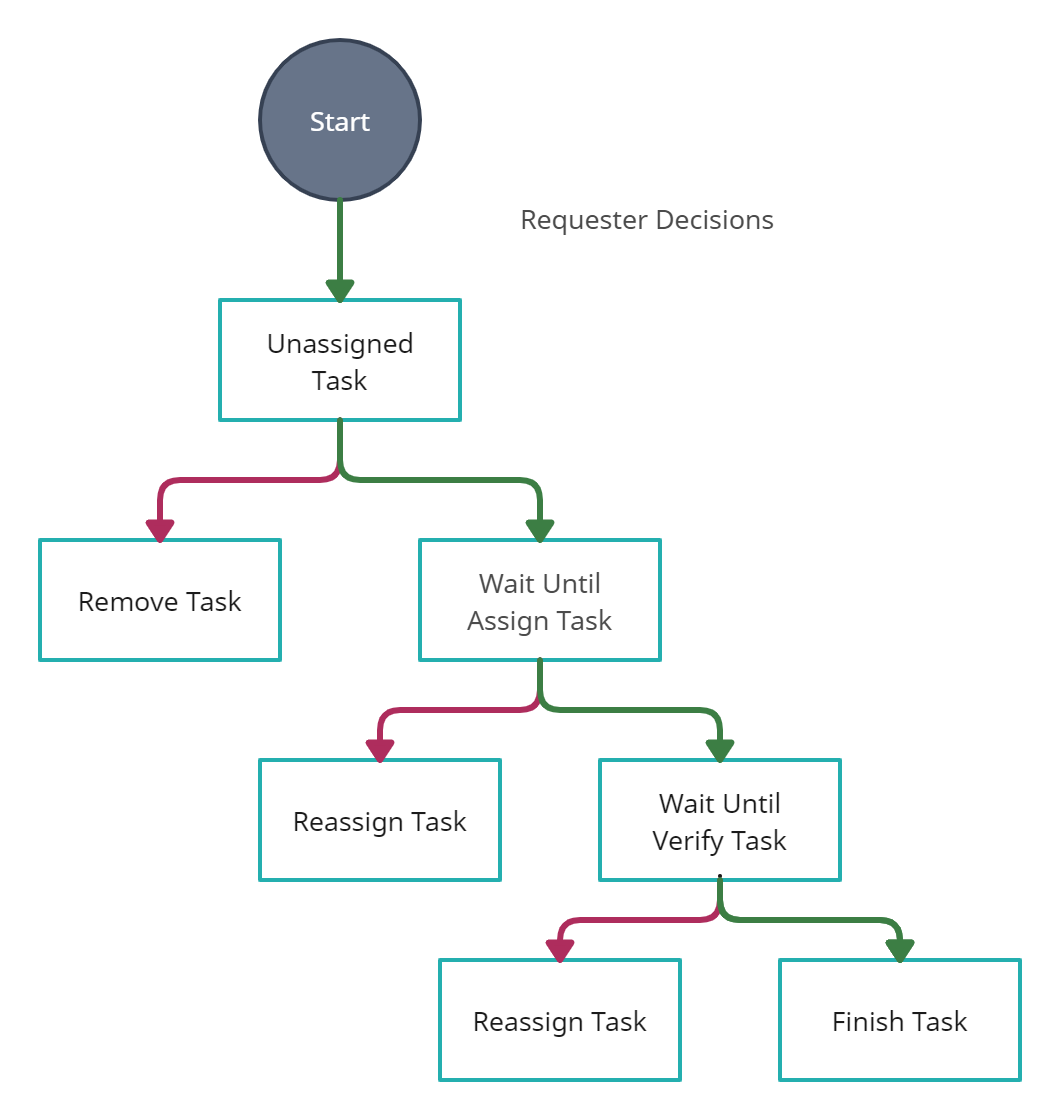 Start
Requester Decisions
Unassigned
Task
Remove Task
Wait Until
Assign Task
Reassign Task
Wait Until
Verify Task
Reassign Task
Finish Task